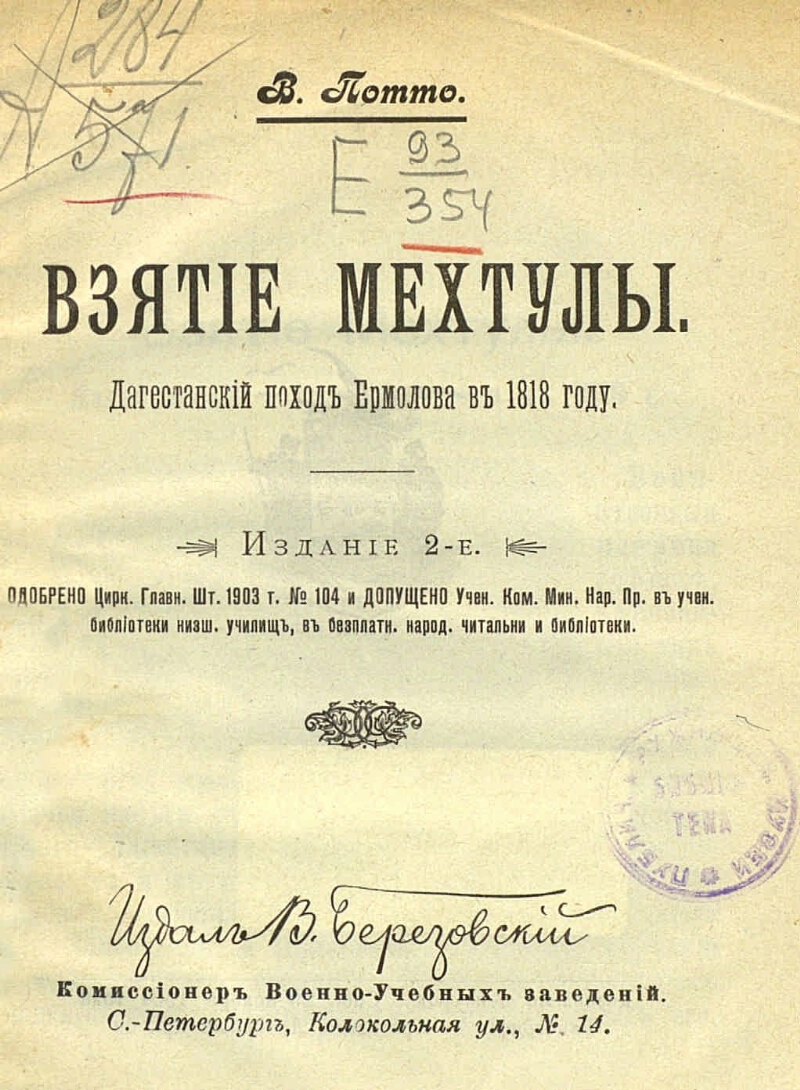 284
571
В. Потто.
Е 93
354
ВЗЯТІЕ МЕХТУЛЫ.
Дагестанскій походъ Ермолова въ 1818 году.
Изданіе 2-е.
ОДОБРЕНО Цирк. Главн. Шт. 1903 г. № 104 и ДОПУЩЕНО Учен. Ком. Мин. Нар. Пр. въ учен.
библіотеки низш. училищъ, въ безплатн. народ. читальни и библіотеки.
Издалъ В. Березовскій
Комиссіонеръ Военно-Учебныхъ заведеній.
С.-Петербургъ, Колокольная ул., № 14.